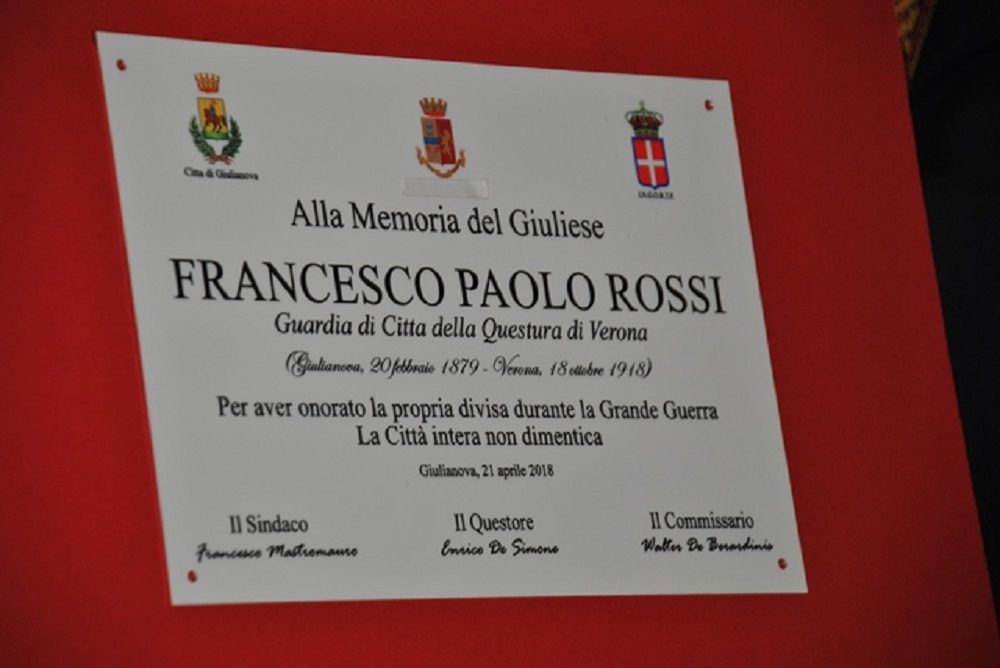 Citta di Giulianova
Alla Memoria del Giuliese
FRANCESCO PAOLO ROSSI
Guardia di Citta della Questura di Verona
(Giulianova, 20 febbraio 1879 - Verona, 18 ottobre 1918)
Per aver onorato la propria divisa durante la Grande Guerra
La Città intera non dimentica
Giulianova, 21 aprile 2018
Il Sindaco Il Questore Il Commissario
Francesco Mastromauro Enrico De Simone Walter De Berardinis